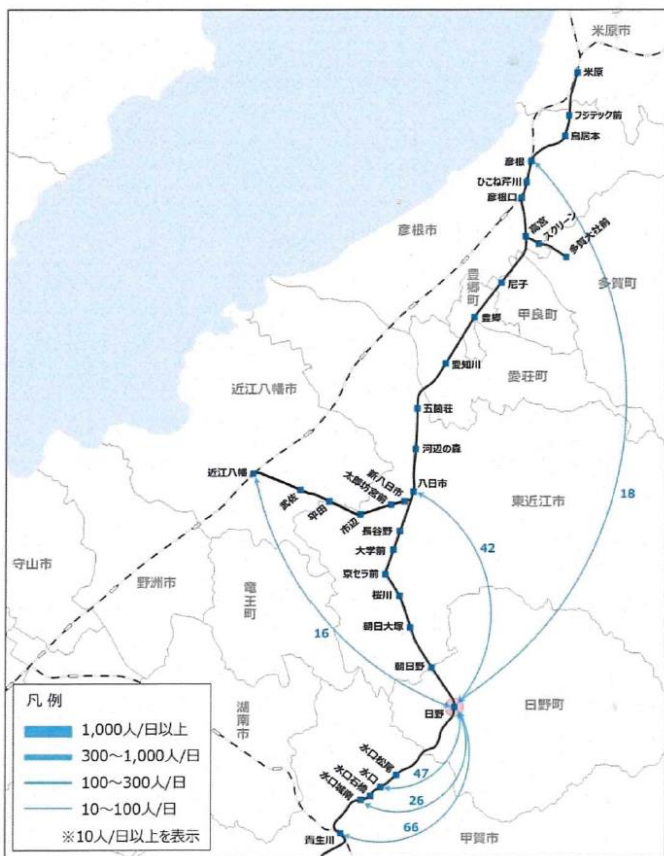 米原市
米原
フジテック前
鳥居本
彦根
ひこね芹川
彦根口
高宮
スクリーン
多賀大社前
彦根市
豊郷町
尼子
多賀町
甲良町
豊郷
愛知川
愛荘町
近江八幡市
五箇荘
河辺の森
近江八幡
武佐
平田
市辺
太郎坊宮前
新八日市
八日市
東近江市
18
長谷野
42
大学前
守山市
野洲市
竜王町
京セラ前
桜川
16
朝日大塚
朝日野
凡例
1,000人/日以上
300~1,000人/日
100~300人/日
10~100人/日
※10人/日以上を表示
湖南市
日野
日野町
水口松尾
水口
水口石橋
水口城南
47
26
66
貴生川
甲賀市